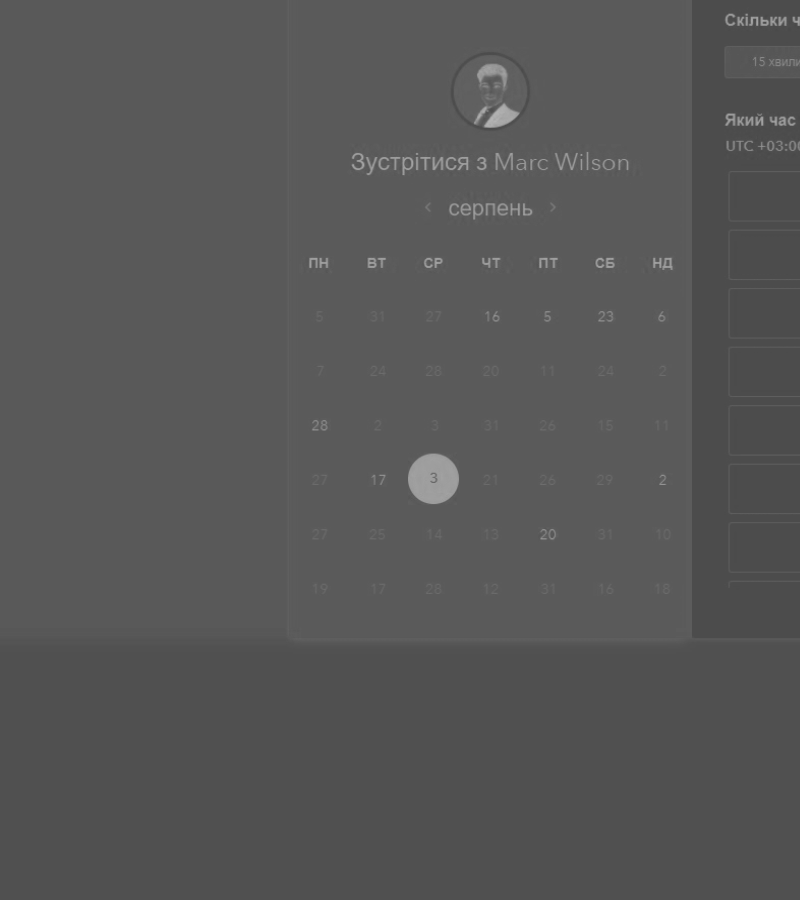 Скільки ч
15 хвили
Який час
UTC +03:00
Зустрітися з Marc Wilson
серпень
ПН ВТ СР ЧТ ПТ СБ НД
5 31 27 16 5 23 6
7 24 28 20 11 24 2
28 2 3 31 26 15 11
27 17 3 21 26 29 2
27 25 14 13 20 31 10
19 17 28 12 31 16 18